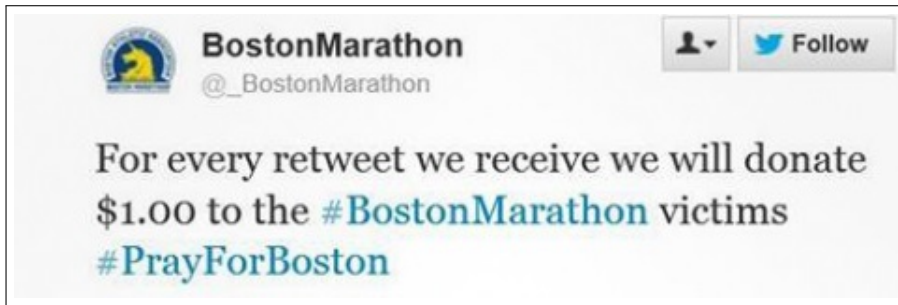 BostonMarathon
@_BostonMarathon
Follow
For every retweet we receive we will donate
$1.00 to the #BostonMarathon victims
#PrayForBoston